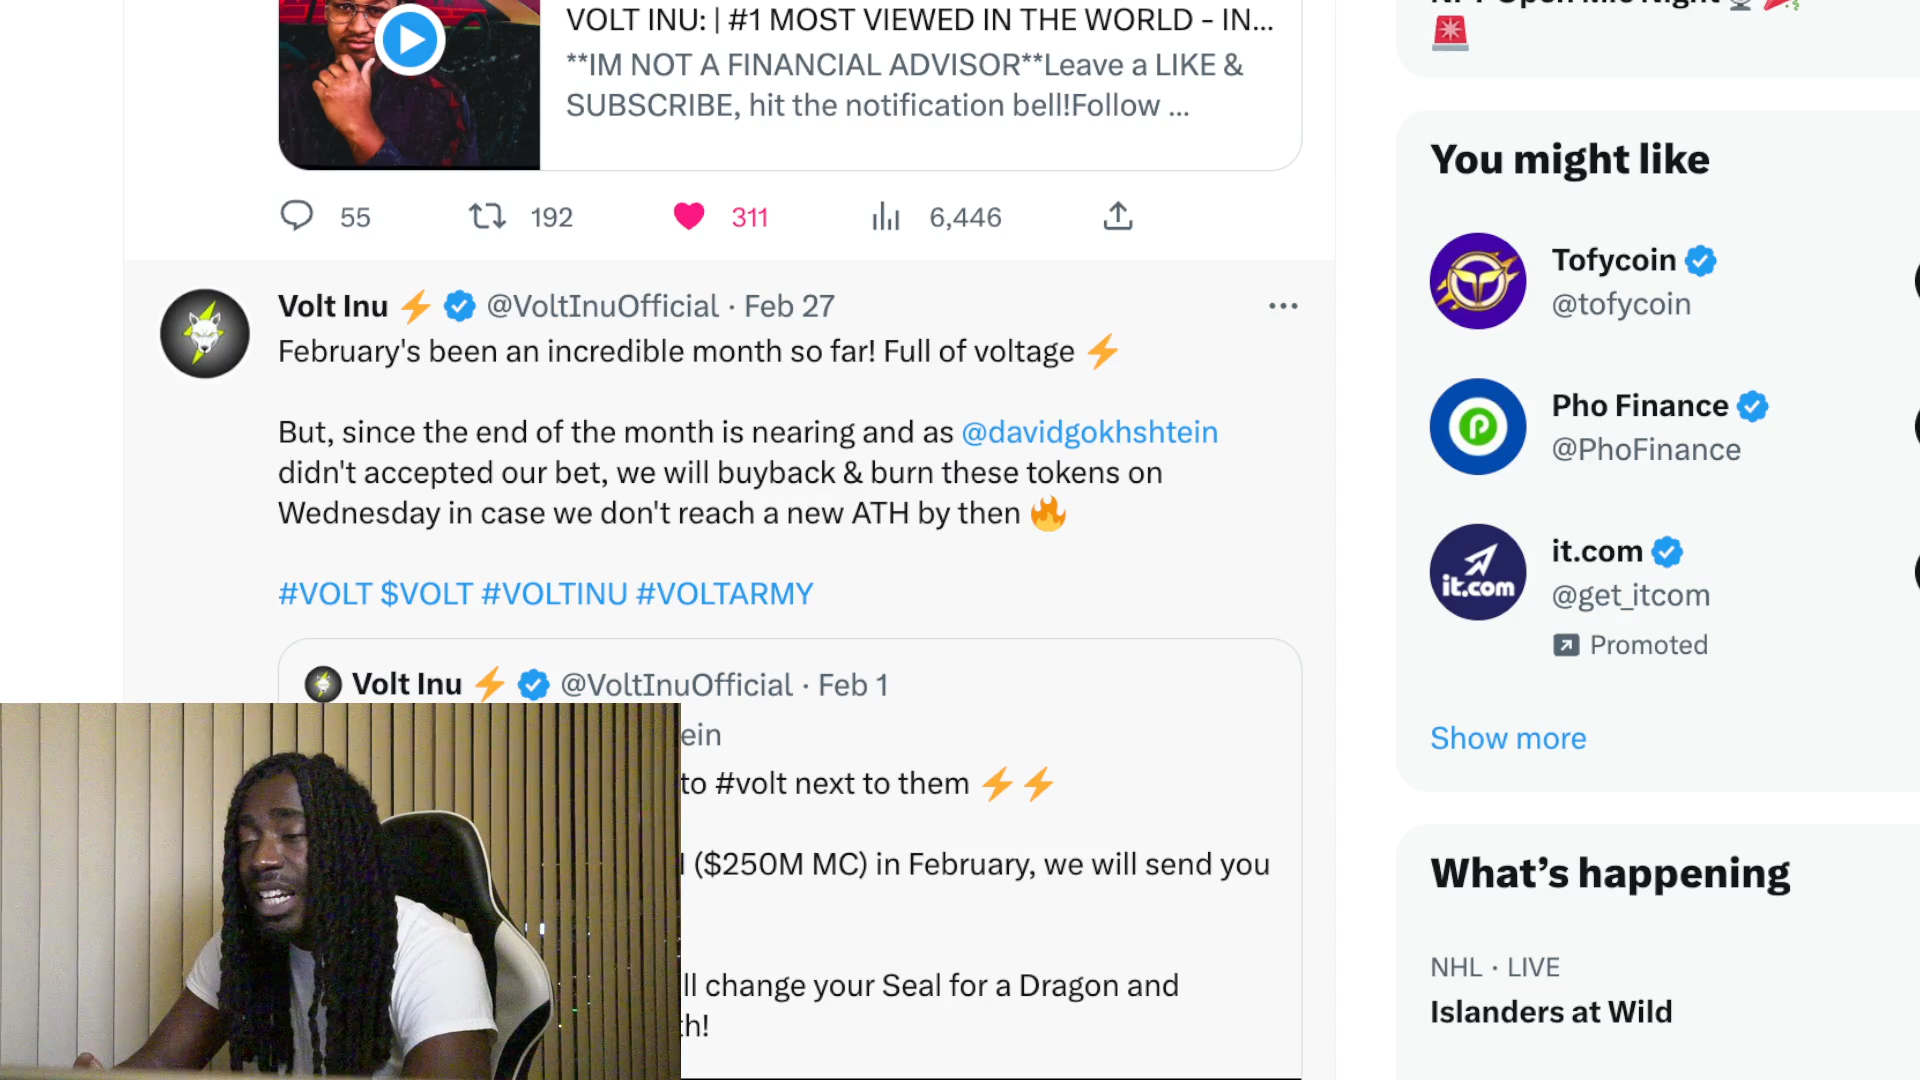 VOLT INU: | #1 MOST VIEWED IN THE WORLD - IN...
**IM NOT A FINANCIAL ADVISOR**Leave a LIKE &
SUBSCRIBE, hit the notification bell!Follow ...
55 192 311 6,446
Volt Inu ⚡ @VoltInuOfficial · Feb 27
February's been an incredible month so far! Full of voltage ⚡
But, since the end of the month is nearing and as @davidgokhshtein
didn't accepted our bet, we will buyback & burn these tokens on
Wednesday in case we don't reach a new ATH by then 🔥
#VOLT $VOLT #VOLTINU #VOLTARMY
Volt Inu ⚡ @VoltInuOfficial · Feb 1
ein
to #volt next to them ⚡⚡
($250M MC) in February, we will send you
ll change your Seal for a Dragon and
th!
You might like
Tofycoin
@tofycoin
Pho Finance
@PhoFinance
it.com
it.com
@get_itcom
Promoted
Show more
What's happening
NHL · LIVE
Islanders at Wild